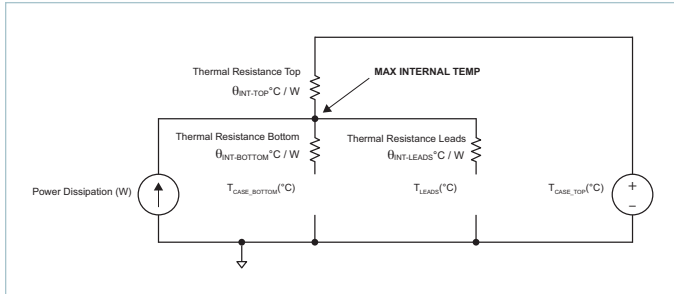 Thermal Resistance Top
θINT-TOP°C / W
MAX INTERNAL TEMP
Thermal Resistance Bottom
θINT-BOTTOM°C / W
Thermal Resistance Leads
θINT-LEADS°C / W
Power Dissipation (W)
TCASE_BOTTOM(°C)
TLEADS(°C)
TCASE_TOP(°C)
+
–